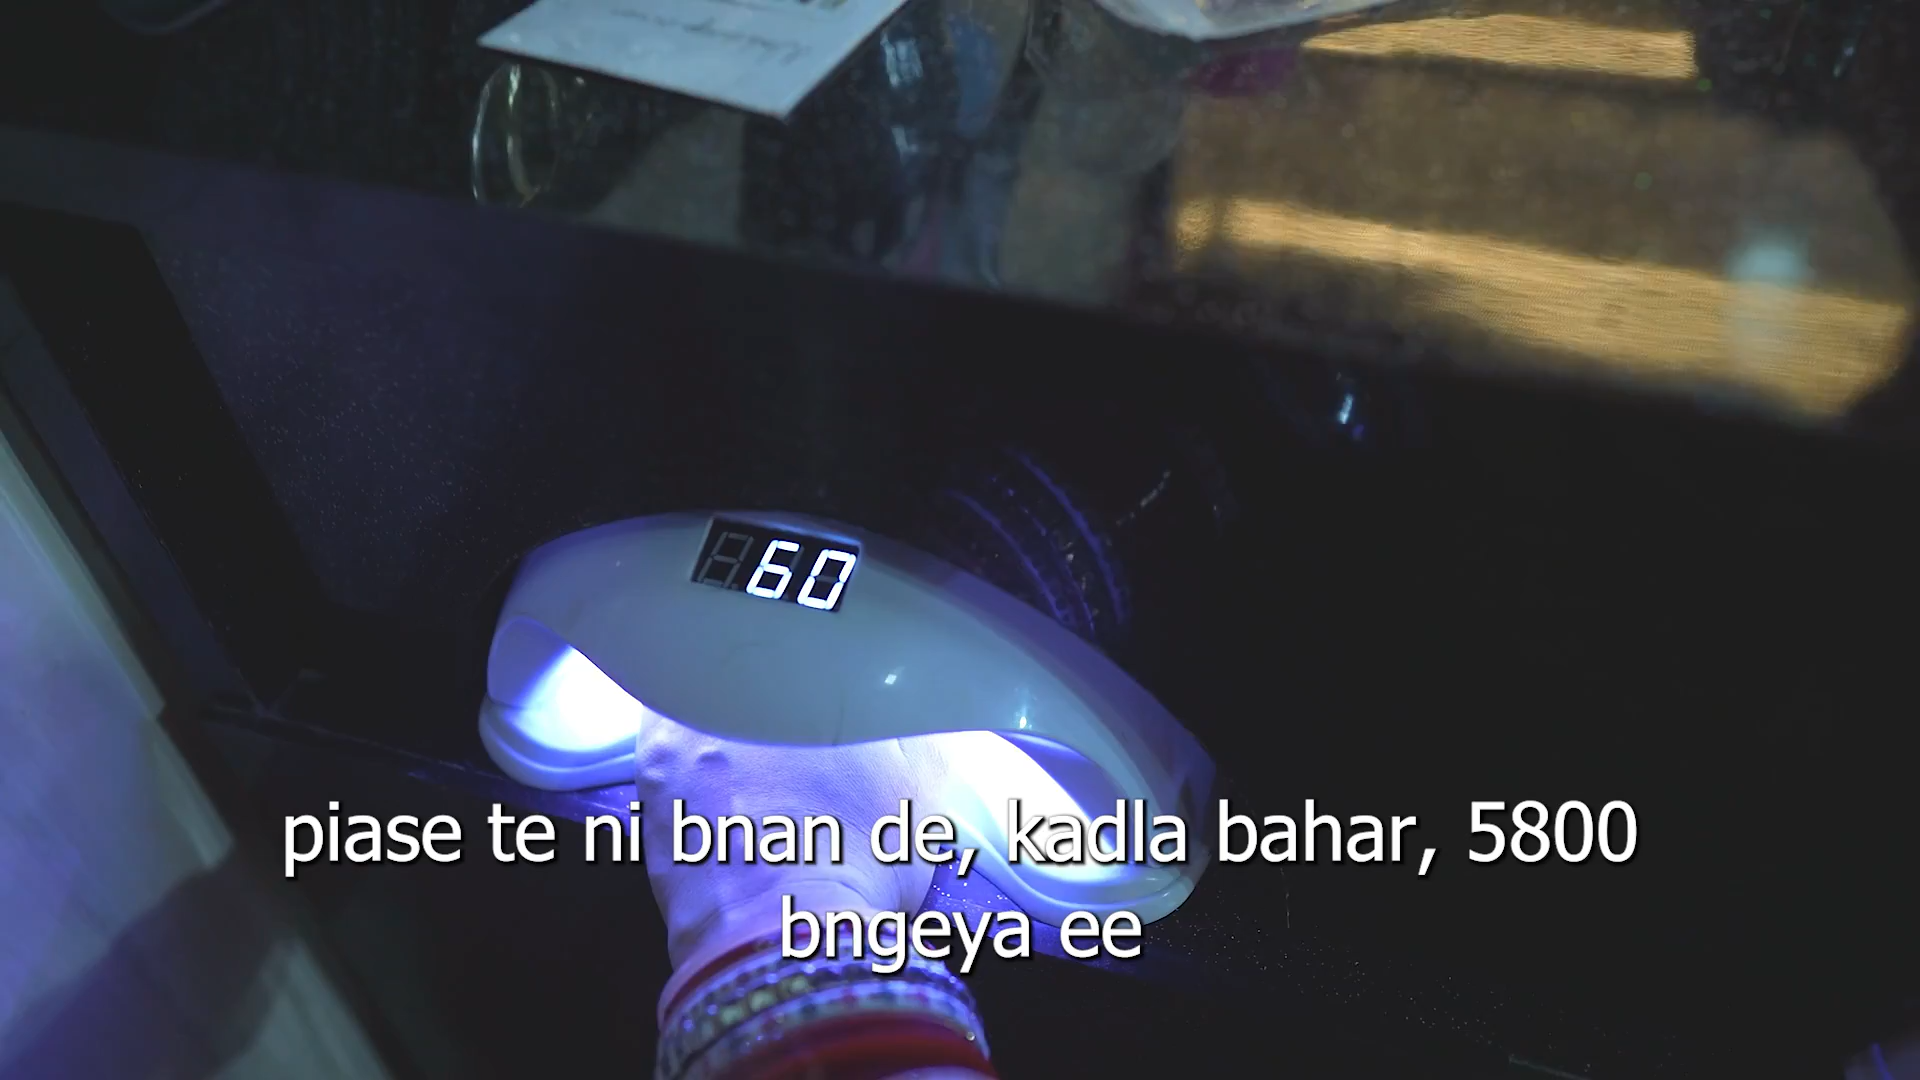 60
piase te ni bnan de, kadla bahar, 5800
bngeya ee